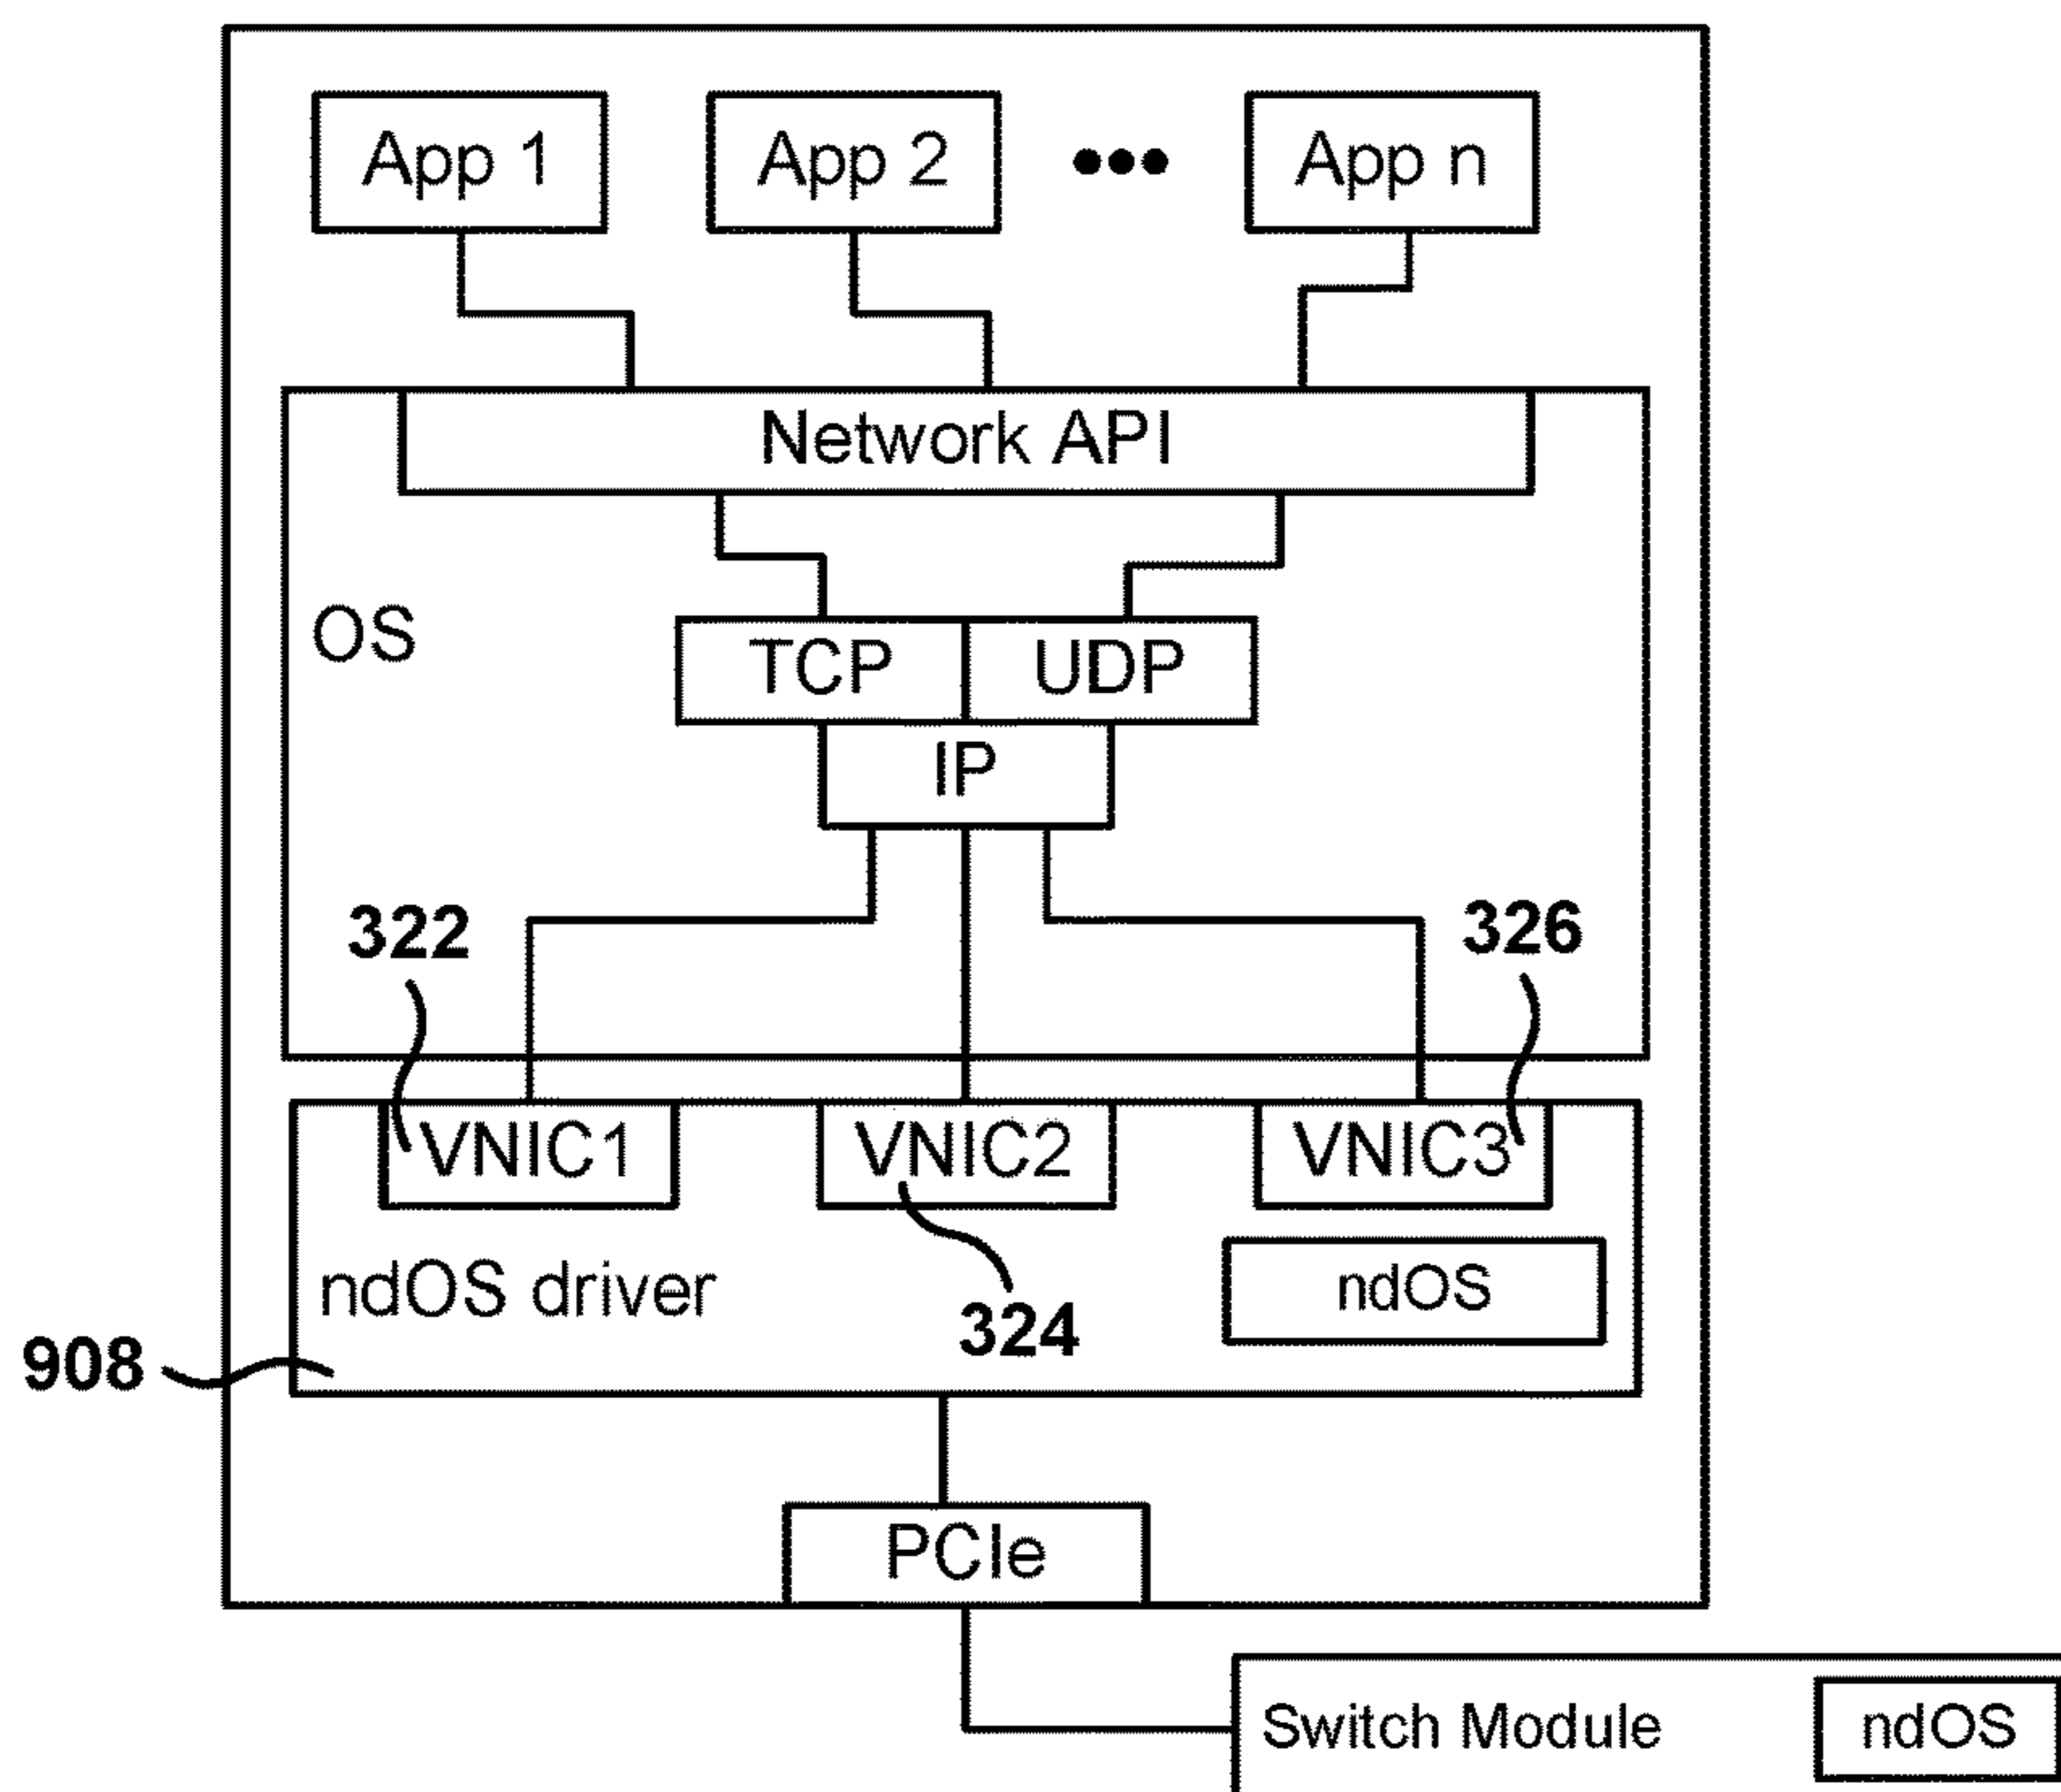 App 1 App 2 ●●● App n
Network API
OS
TCP UDP
IP
322 326
VNIC1 VNIC2 VNIC3
ndOS driver ndOS
324
908
PCIe
Switch Module ndOS